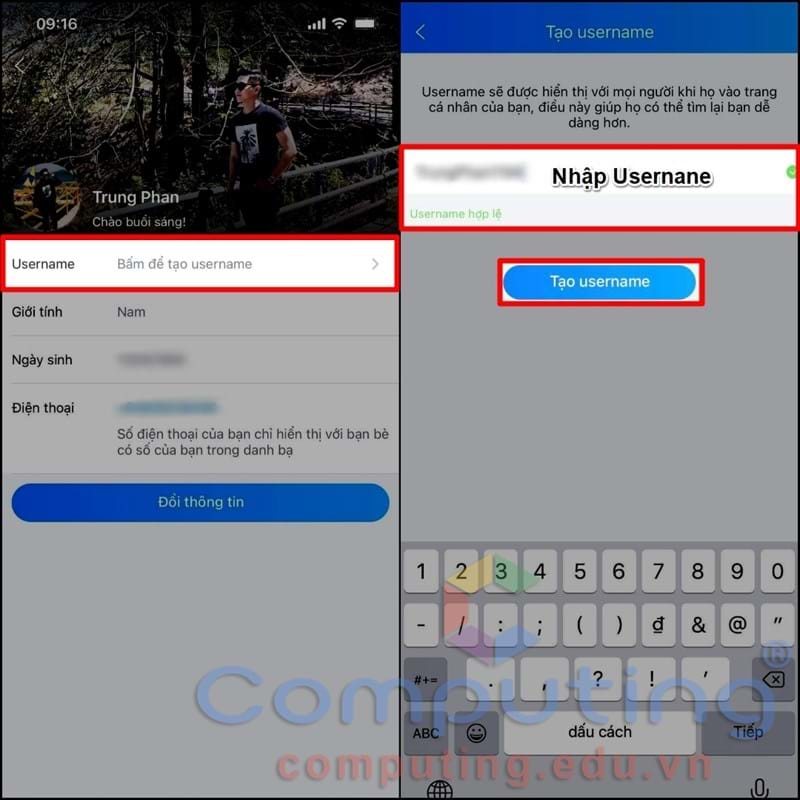 09:16
Trung Phan
Chào buổi sáng!
Username
Bấm để tạo username
Giới tính
Nam
Ngày sinh
Điện thoại
Số điện thoại của bạn chỉ hiển thị với bạn bè
có số của bạn trong danh bạ
Đổi thông tin
Tạo username
Username sẽ được hiển thị với mọi người khi họ vào trang
cá nhân của bạn, điều này giúp họ có thể tìm lại bạn dễ
dàng hơn.
Nhập Usernane
Username hợp lệ
Tạo username
1 2 3 4 5 6 7 8 9 0
- / : ; ( ) ₫ & @ "
#+= . , ? ! '
ABC dấu cách Tiếp
Computing ®
computing.edu.vn